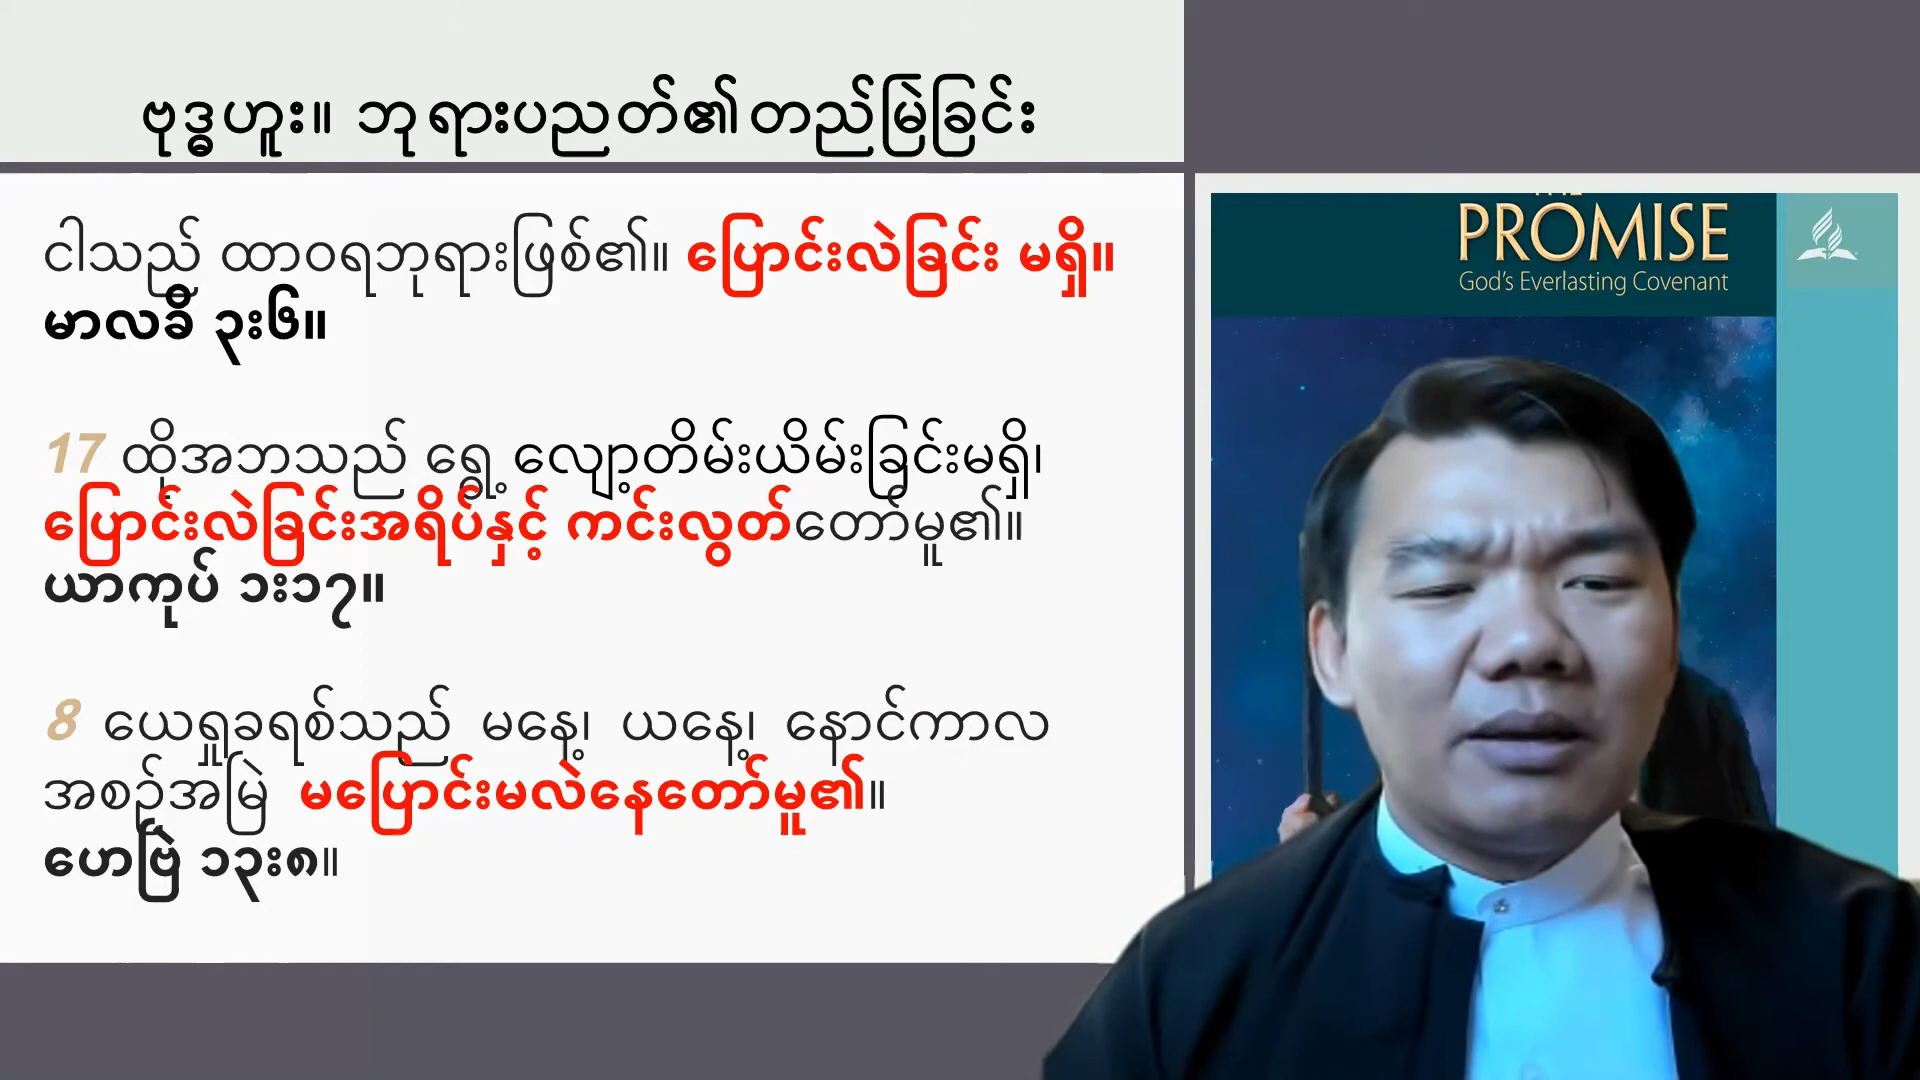 ဗုဒ္ဓဟူး။ ဘုရားပညတ်၏တည်မြဲခြင်း
ငါသည် ထာဝရဘုရားဖြစ်၏။ ပြောင်းလဲခြင်း မရှိ။
မာလခီ ၃း၆။
17 ထိုအဘသည် ရွေ့လျော့တိမ်းယိမ်းခြင်းမရှိ၊
ပြောင်းလဲခြင်းအရိပ်နှင့် ကင်းလွတ်တော်မူ၏။
ယာကုပ် ၁း၁၇။
8 ယေရှုခရစ်သည် မနေ့၊ ယနေ့၊ နောင်ကာလ
အစဉ်အမြဲ မပြောင်းမလဲနေတော်မူ၏။
ဟေဗြဲ ၁၃း၈။
PROMISE
God's Everlasting Covenant